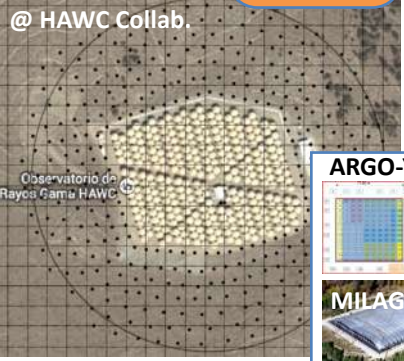 @ HAWC Collab.
Observatorio de
Rayos Gama HAWC
ARGO-Y
MILAG